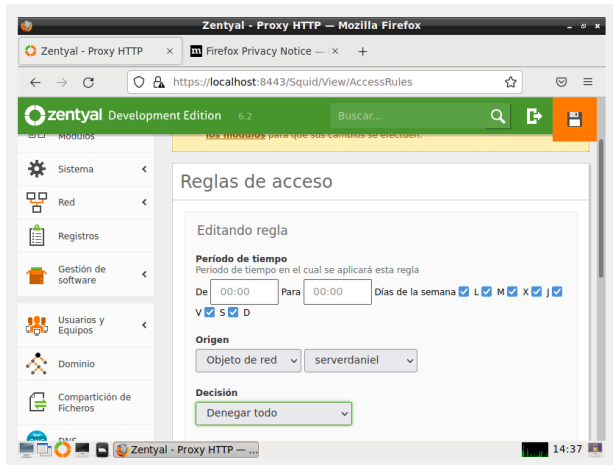 Zentyal - Proxy HTTP — Mozilla Firefox
Zentyal - Proxy HTTP × Firefox Privacy Notice — × +
https://localhost:8443/Squid/View/AccessRules
zentyal Development Edition 6.2 Buscar...
Módulos
los módulos para que sus cambios se efectúen.
Sistema
Red
Registros
Gestión de
software
Usuarios y
Equipos
Dominio
Compartición de
Ficheros
DNS
Reglas de acceso
Editando regla
Período de tiempo
Periodo de tiempo en el cual se aplicará esta regla
De 00:00 Para 00:00 Días de la semana L M X J
V S D
Origen
Objeto de red serverdaniel
Decisión
Denegar todo
Zentyal - Proxy HTTP — ... 14:37